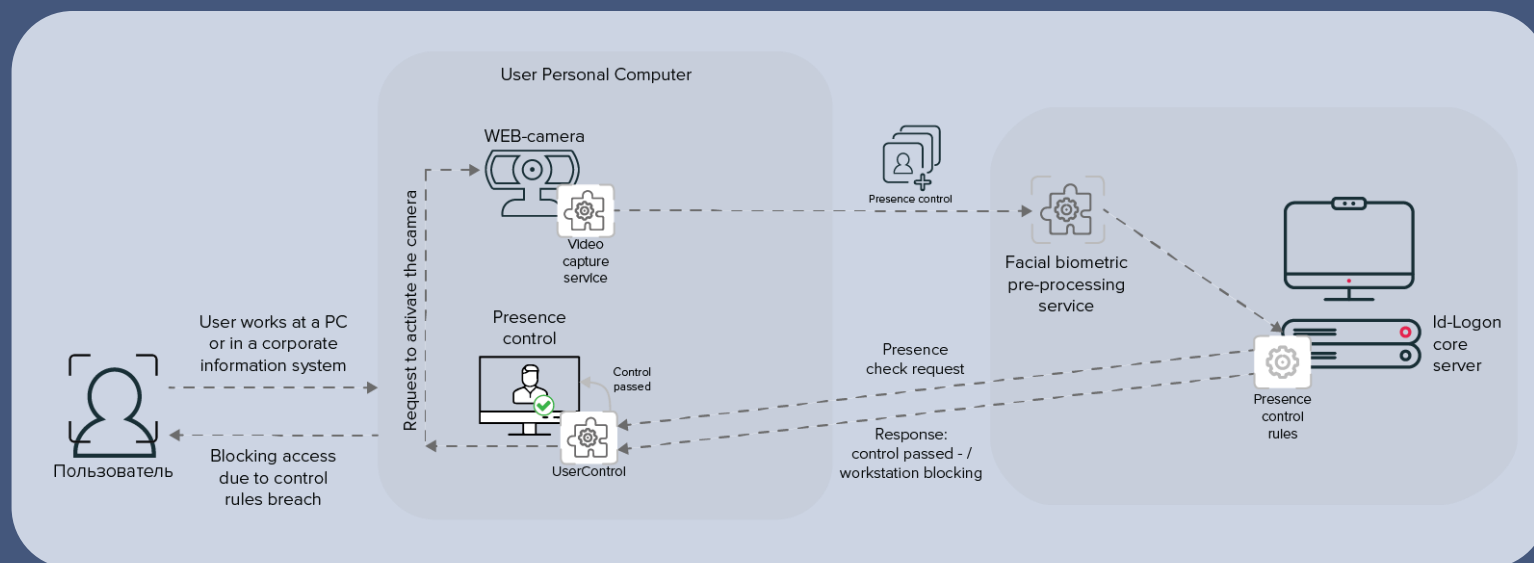 User Personal Computer
WEB-camera
Video
capture
service
Request to activate the camera
Presence
control
Control
passed
UserControl
User works at a PC
or in a corporate
information system
Пользователь
Blocking access
due to control
rules breach
Presence control
Facial biometric
pre-processing
service
Presence
check request
Response:
control passed - /
workstation blocking
Id-Logon
core
server
Presence
control
rules